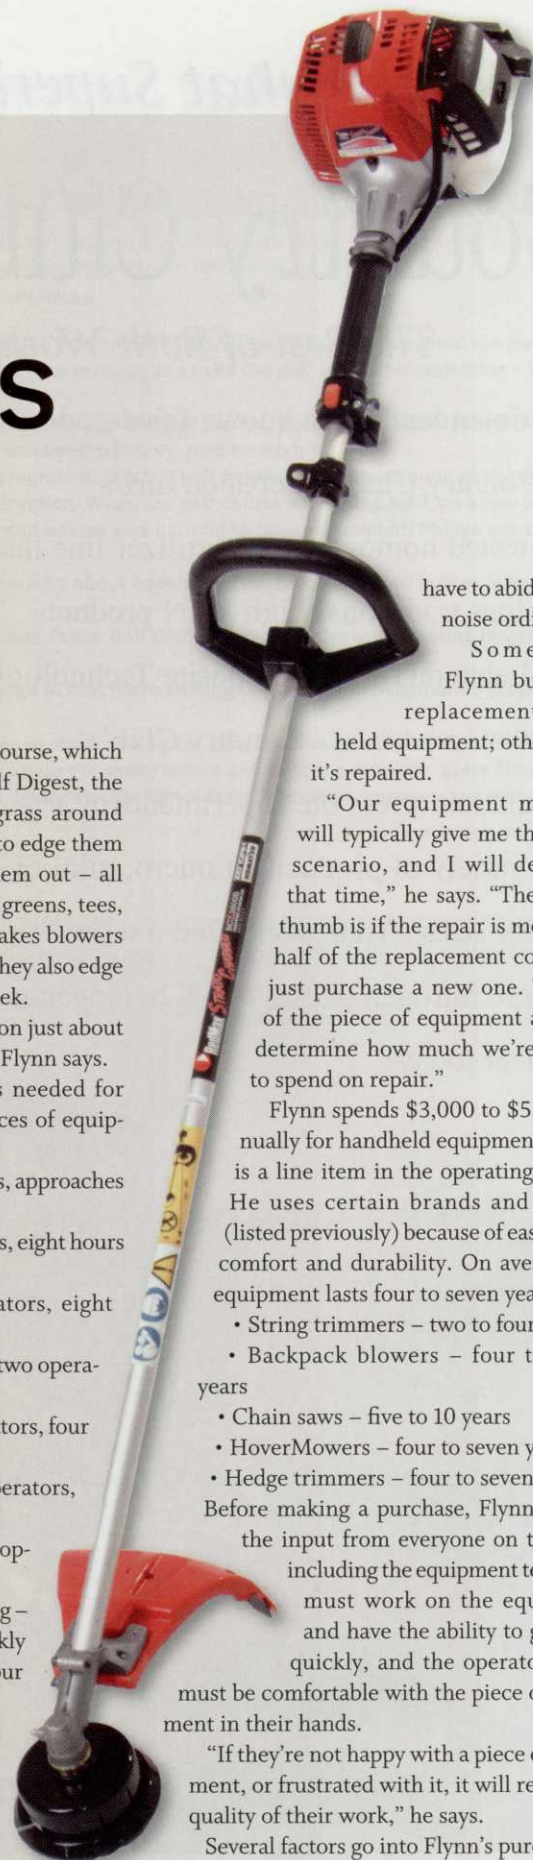 s
ourse, which
lf Digest, the
grass around
to edge them
em out – all
greens, tees,
akes blowers
hey also edge
ek.
on just about
Flynn says.
s needed for
ces of equip-
s, approaches
s, eight hours
ators, eight
two opera-
tors, four
erators,
op-
g –
kly
our
have to abid
noise ordi
Some
Flynn bu
replacement
held equipment; oth
it's repaired.
"Our equipment m
will typically give me th
scenario, and I will de
that time," he says. "The
thumb is if the repair is mo
half of the replacement co
just purchase a new one.
of the piece of equipment a
determine how much we're
to spend on repair."
Flynn spends $3,000 to $5
nually for handheld equipment
is a line item in the operating
He uses certain brands and
(listed previously) because of eas
comfort and durability. On ave
equipment lasts four to seven yea
• String trimmers – two to four
• Backpack blowers – four t
years
• Chain saws – five to 10 years
• HoverMowers – four to seven y
• Hedge trimmers – four to seven
Before making a purchase, Flynn
the input from everyone on t
including the equipment te
must work on the equ
and have the ability to g
quickly, and the operato
must be comfortable with the piece o
ment in their hands.
"If they're not happy with a piece o
ment, or frustrated with it, it will re
quality of their work," he says.
Several factors go into Flynn's pur
RedMax